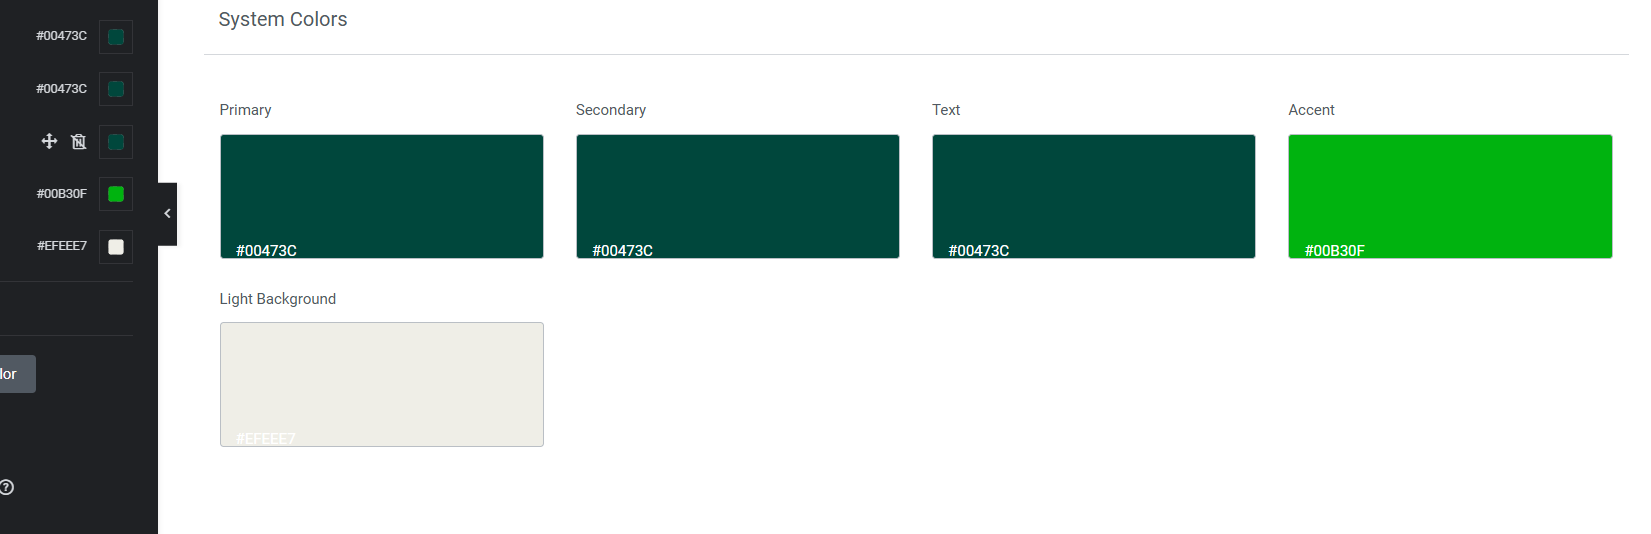 #00473C
#00473C
#00B30F
#EFEEE7
lor
System Colors
Primary
Secondary
Text
Accent
#00473C
#00473C
#00473C
#00B30F
Light Background
#EFEEE7